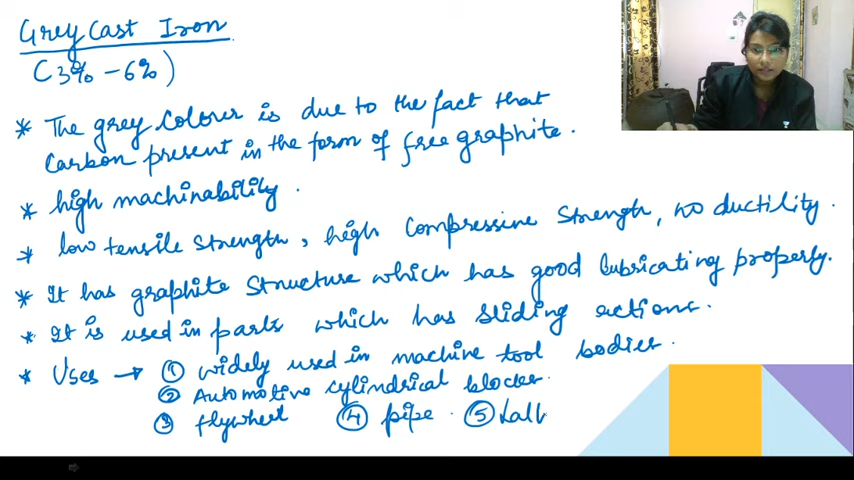 Grey Cast Iron
(3% - 6%)
* The grey colour is due to the fact that
carbon present in the form of free graphite.
* high machinability.
* low tensile strength, high compressive strength, no ductility.
* It has graphite structure which has good lubricating property.
* It is used in parts which has sliding actions.
* Uses → ① widely used in machine tool bodies.
② Automotive cylindrical blocks.
③ flywheel ④ pipe. ⑤